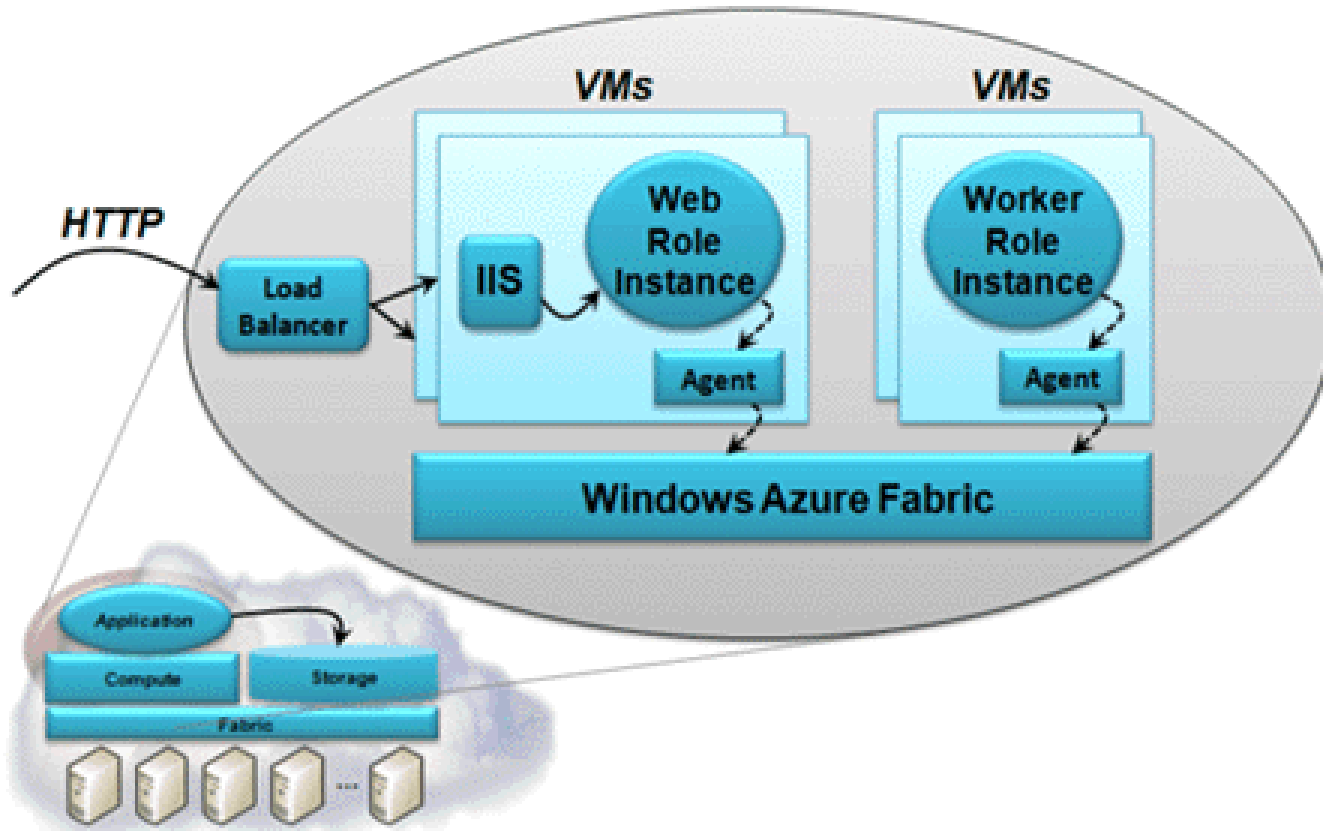 VMs
VMs
HTTP
Load
Balancer
IIS
Web
Role
Instance
Agent
Worker
Role
Instance
Agent
Windows Azure Fabric
Application
Compute
Storage
Fabric
...